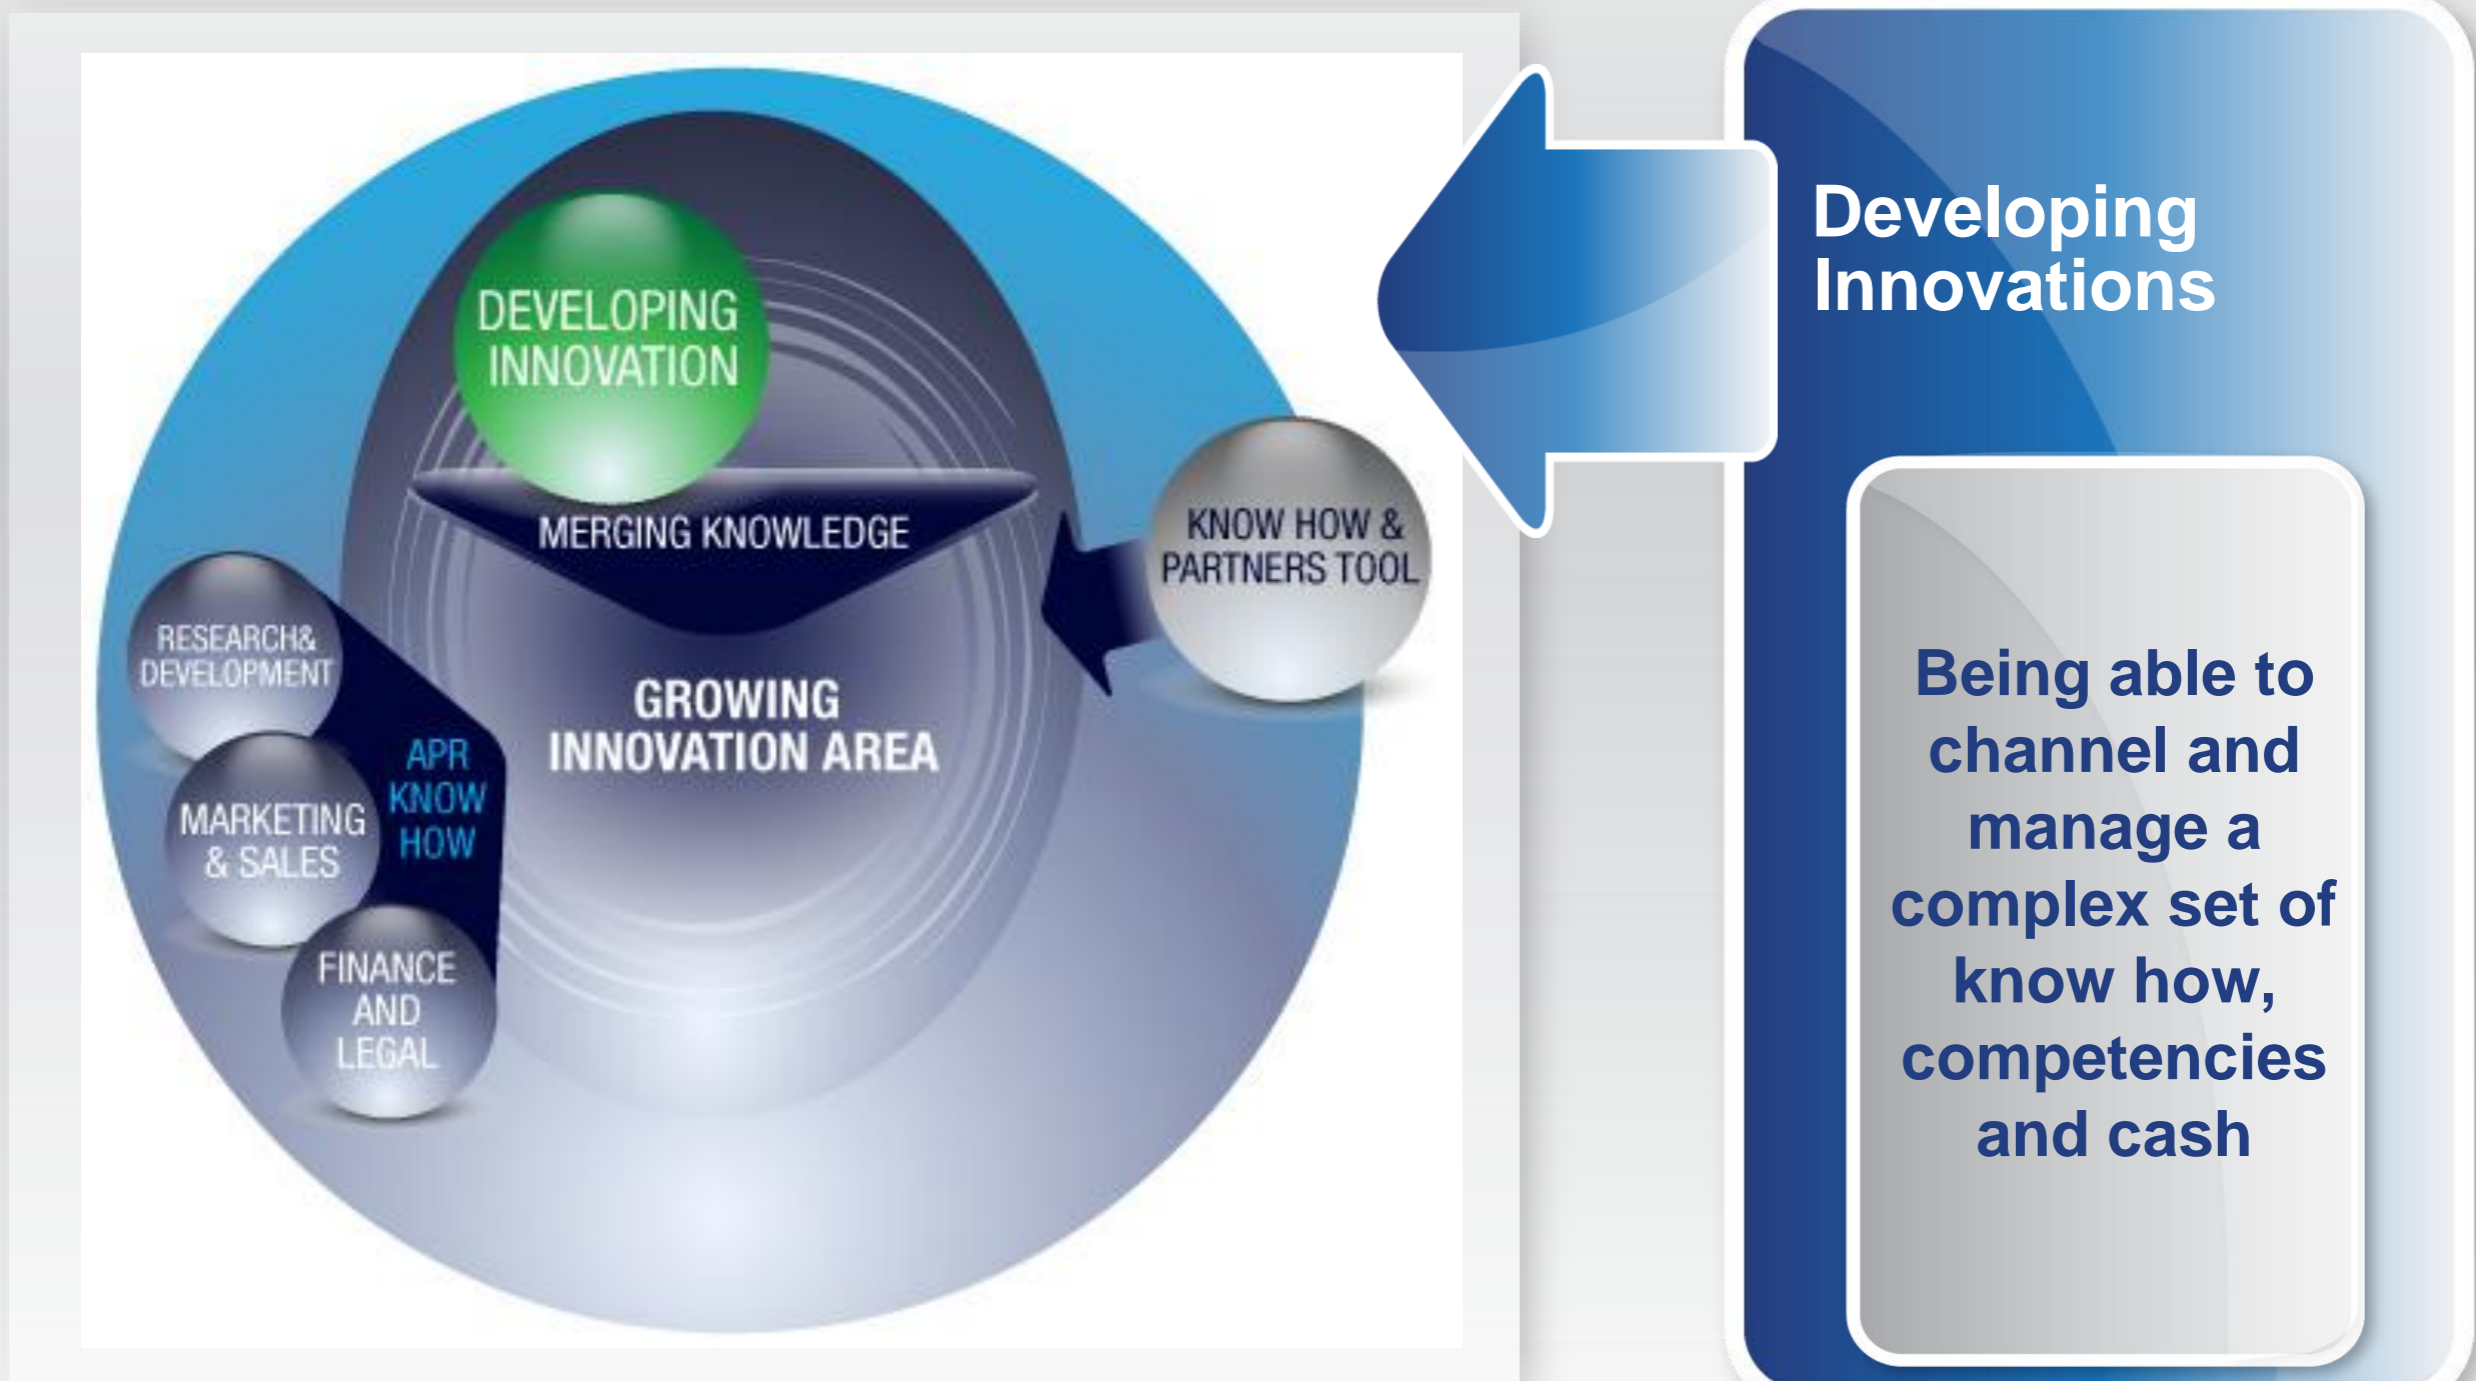 DEVELOPING
INNOVATION
MERGING KNOWLEDGE
KNOW HOW &
PARTNERS TOOL
RESEARCH&
DEVELOPMENT
GROWING
INNOVATION AREA
APR
KNOW
HOW
MARKETING
& SALES
FINANCE
AND
LEGAL
Developing
Innovations
Being able to
channel and
manage a
complex set of
know how,
competencies
and cash